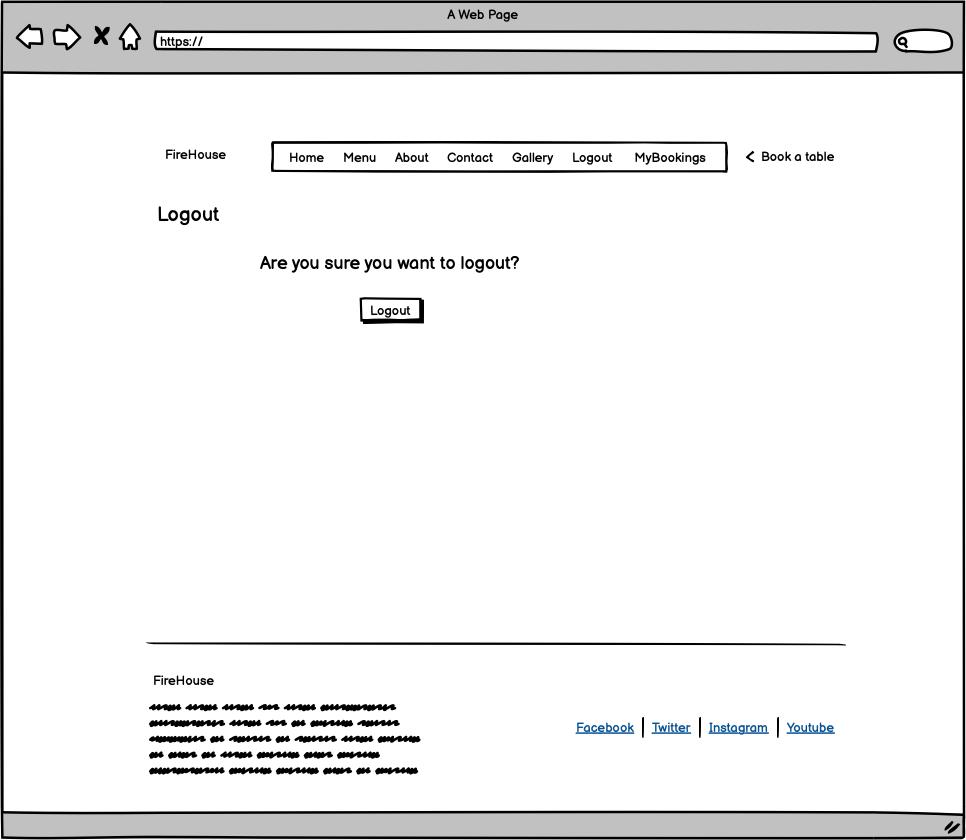 A Web Page
https://
FireHouse
Home Menu About Contact Gallery Logout MyBookings
Book a table
Logout
Are you sure you want to logout?
Logout
FireHouse
Facebook Twitter Instagram Youtube